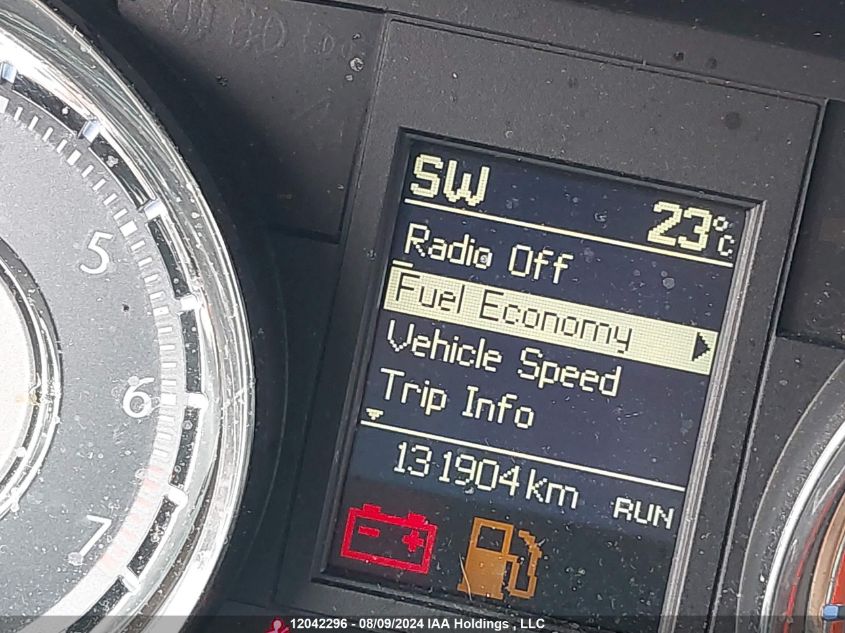 SW
23°C
Radio Off
Fuel Economy
Vehicle Speed
Trip Info
131904 km
RUN
5
6
7
12042296 - 08/09/2024 IAA Holdings, LLC